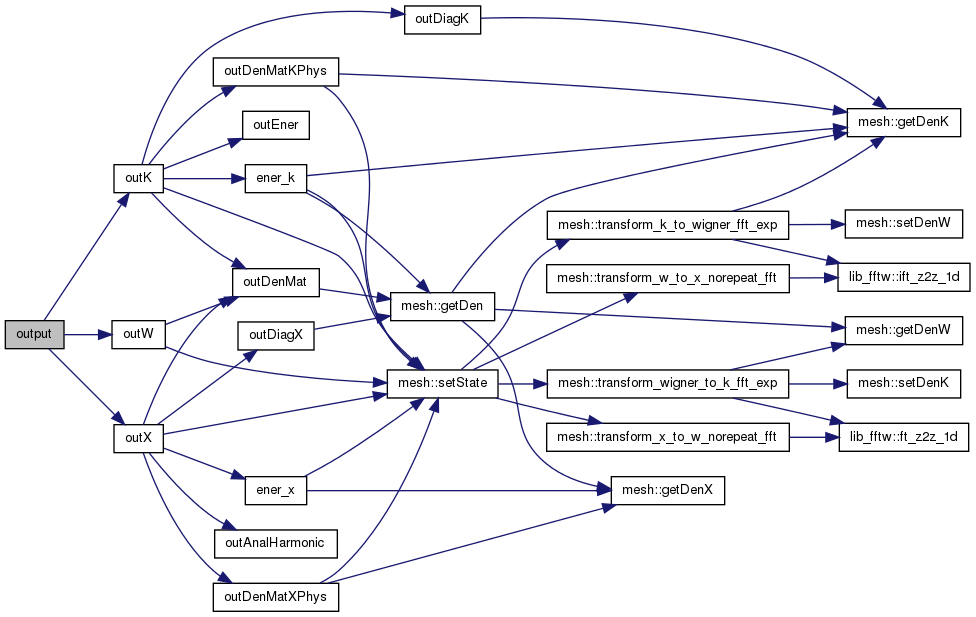 outDiagK
outDenMatKPhys
mesh::getDenK
outEner
outK
ener_k
mesh::transform_k_to_wigner_fft_exp
mesh::setDenW
outDenMat
mesh::transform_w_to_x_norepeat_fft
lib_fftw::ift_z2z_1d
mesh::getDen
output
outW
outDiagX
mesh::getDenW
mesh::setState
mesh::transform_wigner_to_k_fft_exp
mesh::setDenK
outX
mesh::transform_x_to_w_norepeat_fft
lib_fftw::ft_z2z_1d
ener_x
mesh::getDenX
outAnalHarmonic
outDenMatXPhys